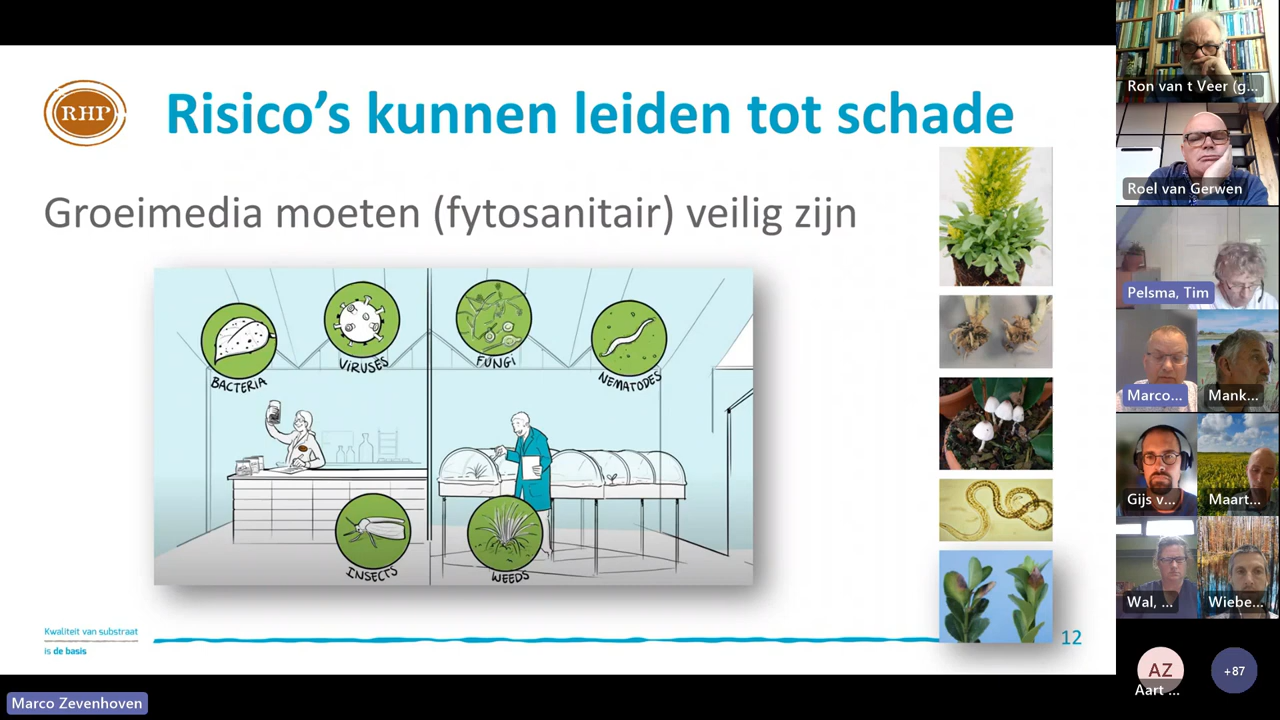 RHP
Risico's kunnen leiden tot schade
Groeimedia moeten (fytosanitair) veilig zijn
BACTERIA
VIRUSES
FUNGI
NEMATODES
INSECTS
WEEDS
Kwaliteit van substraat
is de basis
12
Marco Zevenhoven
Ron van t Veer (g...
Roel van Gerwen
Pelsma, Tim
Marco...
Mank...
Gijs v...
Maart...
Wal, ...
Wiebe...
AZ
Aart ...
+87